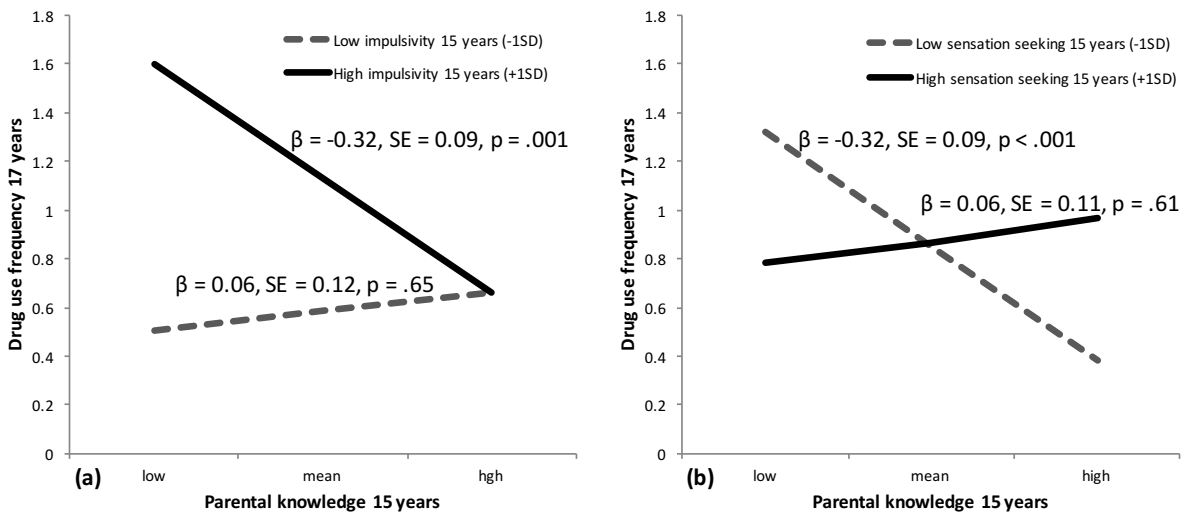 1.8
1.6
1.4
1.2
1
0.8
0.6
0.4
0.2
0
Drug use frequency 17 years
Low impulsivity 15 years (-1SD)
High impulsivity 15 years (+1SD)
β = -0.32, SE = 0.09, p = .001
β = 0.06, SE = 0.12, p = .65
(a)
low
mean
hgh
Parental knowledge 15 years
1.8
1.6
1.4
1.2
1
0.8
0.6
0.4
0.2
0
Drug use frequency 17 years
Low sensation seeking 15 years (-1SD)
High sensation seeking 15 years (+1SD)
β = -0.32, SE = 0.09, p < .001
β = 0.06, SE = 0.11, p = .61
(b)
low
mean
high
Parental knowledge 15 years